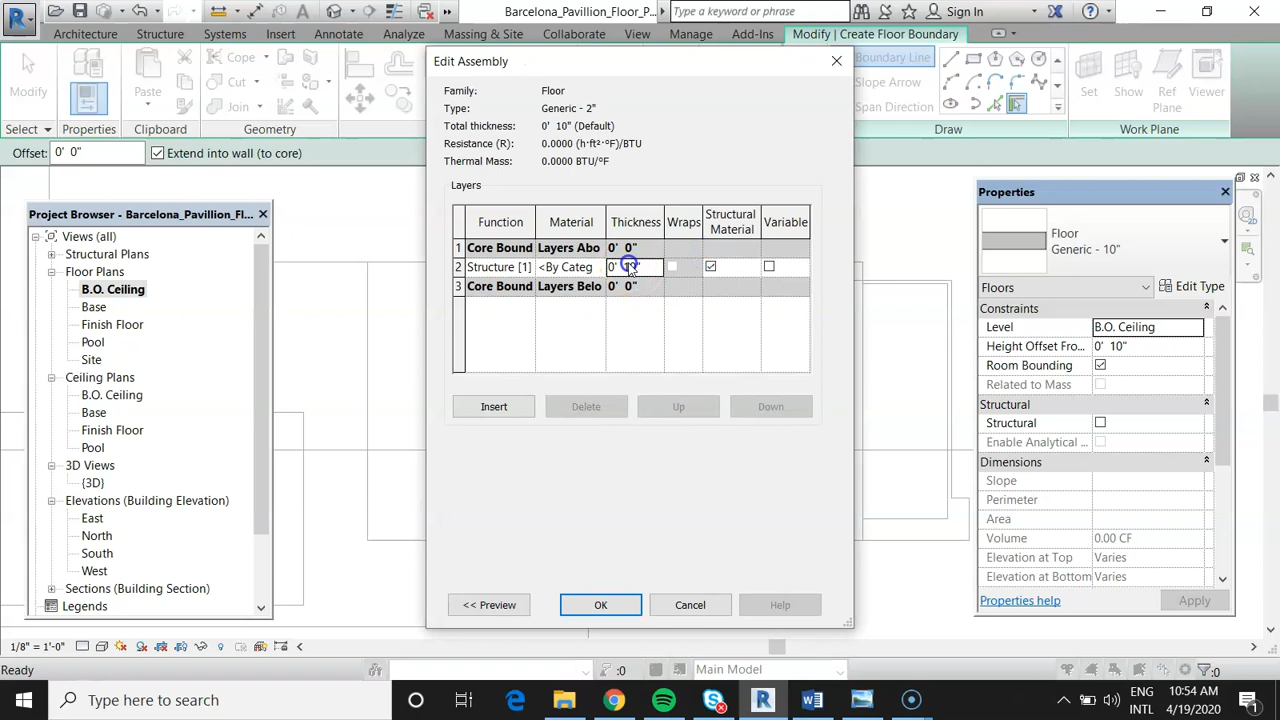 Barcelona_Pavillion_Floor_P...
Type a keyword or phrase
Sign In
Architecture Structure Systems Insert Annotate Analyze Massing & Site Collaborate View Manage Add-Ins Modify | Create Floor Boundary
Modify
Paste
Cope
Cut
Join
Boundary Line
Slope Arrow
Span Direction
Set Show Ref Plane Viewer
Select Properties Clipboard Geometry Draw Work Plane
Offset: 0' 0" Extend into wall (to core)
Project Browser - Barcelona_Pavillion_Fl...
Views (all)
Structural Plans
Floor Plans
B.O. Ceiling
Base
Finish Floor
Pool
Site
Ceiling Plans
B.O. Ceiling
Base
Finish Floor
Pool
3D Views
{3D}
Elevations (Building Elevation)
East
North
South
West
Sections (Building Section)
Legends
Edit Assembly
Family: Floor
Type: Generic - 2"
Total thickness: 0' 10" (Default)
Resistance (R): 0.0000 (h·ft²·°F)/BTU
Thermal Mass: 0.0000 BTU/°F
Layers
Function Material Thickness Wraps Structural Material Variable
1 Core Bound Layers Abo 0' 0"
2 Structure [1] <By Categ 0'
3 Core Bound Layers Belo 0' 0"
Insert Delete Up Down
<< Preview OK Cancel Help
Properties
Floor
Generic - 10"
Floors Edit Type
Constraints
Level B.O. Ceiling
Height Offset Fro... 0' 10"
Room Bounding
Related to Mass
Structural
Structural
Enable Analytical ...
Dimensions
Slope
Perimeter
Area
Volume 0.00 CF
Elevation at Top Varies
Elevation at Bottom Varies
Properties help Apply
1/8" = 1'-0"
Ready :0 Main Model :0
Type here to search
ENG
INTL
10:54 AM
4/19/2020
1